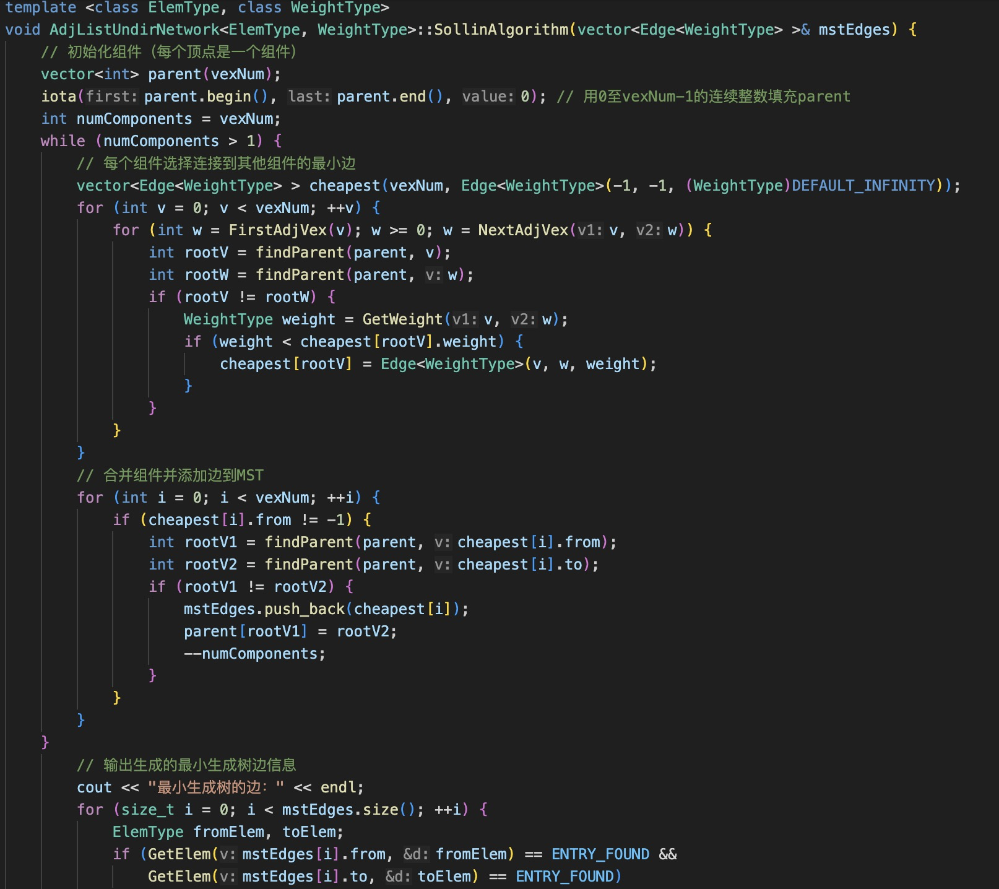 template <class ElemType, class WeightType>
void AdjListUndirNetwork<ElemType, WeightType>::SollinAlgorithm(vector<Edge<WeightType> >& mstEdges) {
    // 初始化组件（每个顶点是一个组件）
    vector<int> parent(vexNum);
    iota(first: parent.begin(), last: parent.end(), value: 0); // 用0至vexNum-1的连续整数填充parent
    int numComponents = vexNum;
    while (numComponents > 1) {
        // 每个组件选择连接到其他组件的最小边
        vector<Edge<WeightType> > cheapest(vexNum, Edge<WeightType>(-1, -1, (WeightType)DEFAULT_INFINITY));
        for (int v = 0; v < vexNum; ++v) {
            for (int w = FirstAdjVex(v); w >= 0; w = NextAdjVex(v1: v, v2: w)) {
                int rootV = findParent(parent, v);
                int rootW = findParent(parent, v: w);
                if (rootV != rootW) {
                    WeightType weight = GetWeight(v1: v, v2: w);
                    if (weight < cheapest[rootV].weight) {
                        cheapest[rootV] = Edge<WeightType>(v, w, weight);
                    }
                }
            }
        }
        // 合并组件并添加边到MST
        for (int i = 0; i < vexNum; ++i) {
            if (cheapest[i].from != -1) {
                int rootV1 = findParent(parent, v: cheapest[i].from);
                int rootV2 = findParent(parent, v: cheapest[i].to);
                if (rootV1 != rootV2) {
                    mstEdges.push_back(cheapest[i]);
                    parent[rootV1] = rootV2;
                    --numComponents;
                }
            }
        }
    }
        // 输出生成的最小生成树边信息
        cout << "最小生成树的边：" << endl;
        for (size_t i = 0; i < mstEdges.size(); ++i) {
            ElemType fromElem, toElem;
            if (GetElem(v: mstEdges[i].from, &d: fromElem) == ENTRY_FOUND &&
                GetElem(v: mstEdges[i].to, &d: toElem) == ENTRY_FOUND)